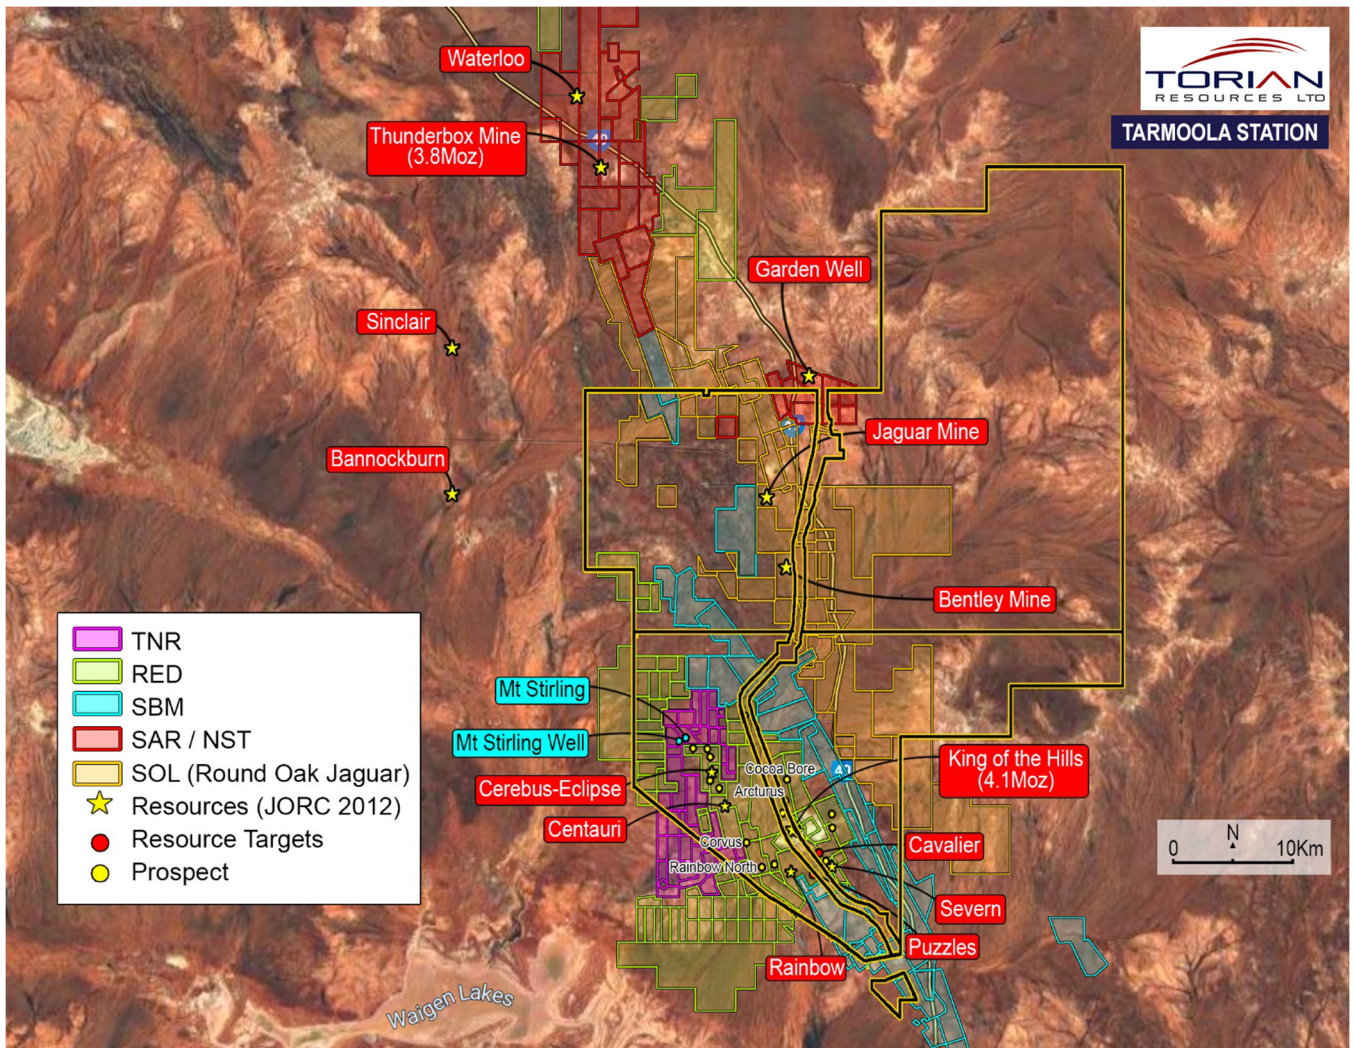 TORIAN
RESOURCES LTD
TARMOOLA STATION
Waterloo
Thunderbox Mine
(3.8Moz)
49
Garden Well
Sinclair
Jaguar Mine
Bannockburn
Bentley Mine
TNR
RED
SBM
SAR / NST
SOL (Round Oak Jaguar)
Resources (JORC 2012)
Resource Targets
Prospect
Mt Stirling
Mt Stirling Well
Cerebus-Eclipse
Centauri
Cocoa Bore
Arcturus
Corvus
Rainbow North
King of the Hills
(4.1Moz)
Cavalier
Severn
Puzzles
Rainbow
N
0 10Km
Waigen Lakes